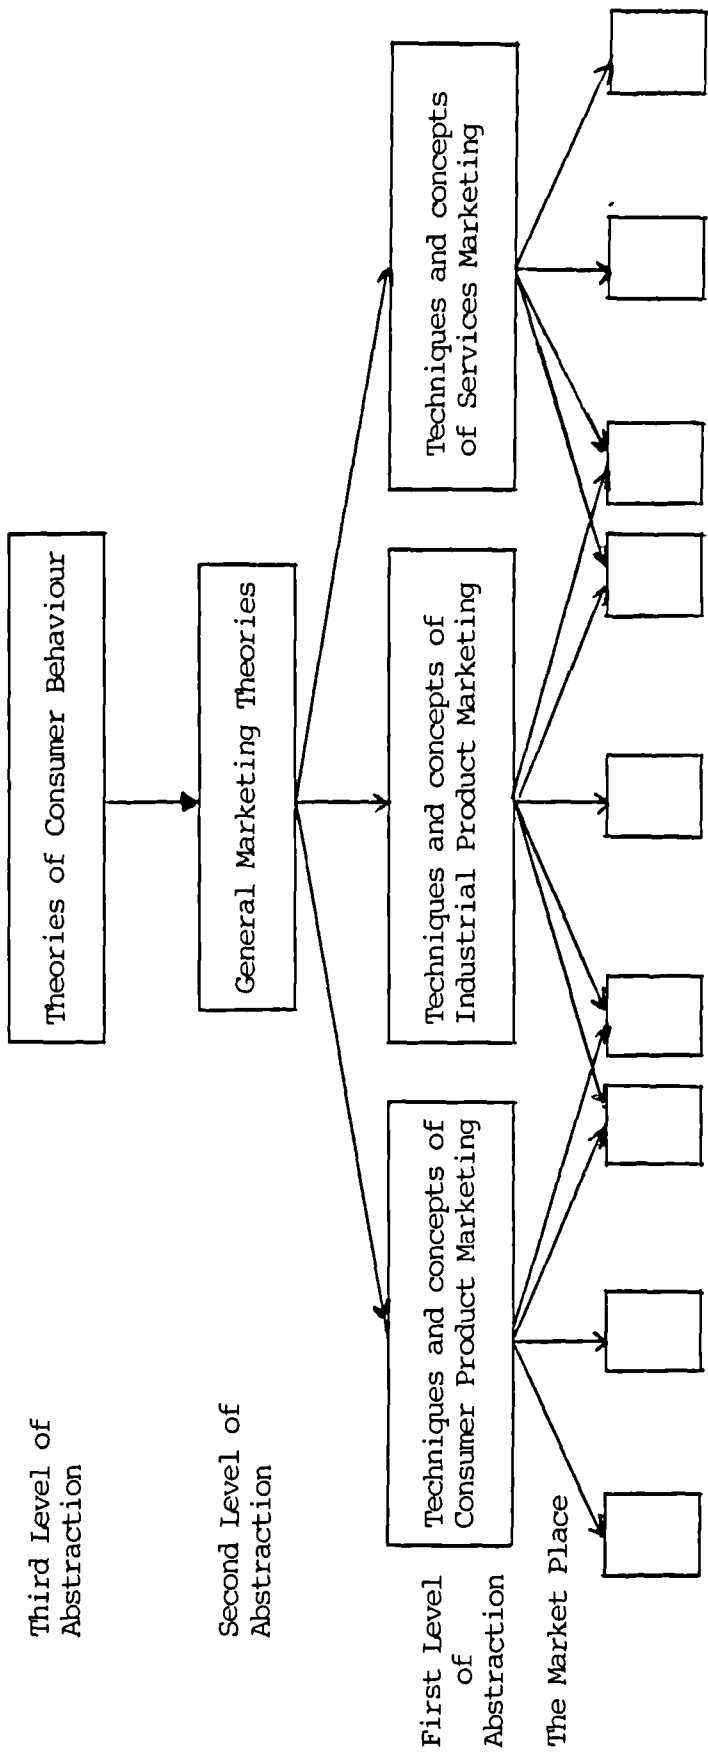 Third Level of
Abstraction
Theories of Consumer Behaviour
Second Level of
Abstraction
General Marketing Theories
First Level
of
Abstraction
Techniques and concepts of
Consumer Product Marketing
Techniques and concepts of
Industrial Product Marketing
Techniques and concepts
of Services Marketing
The Market Place